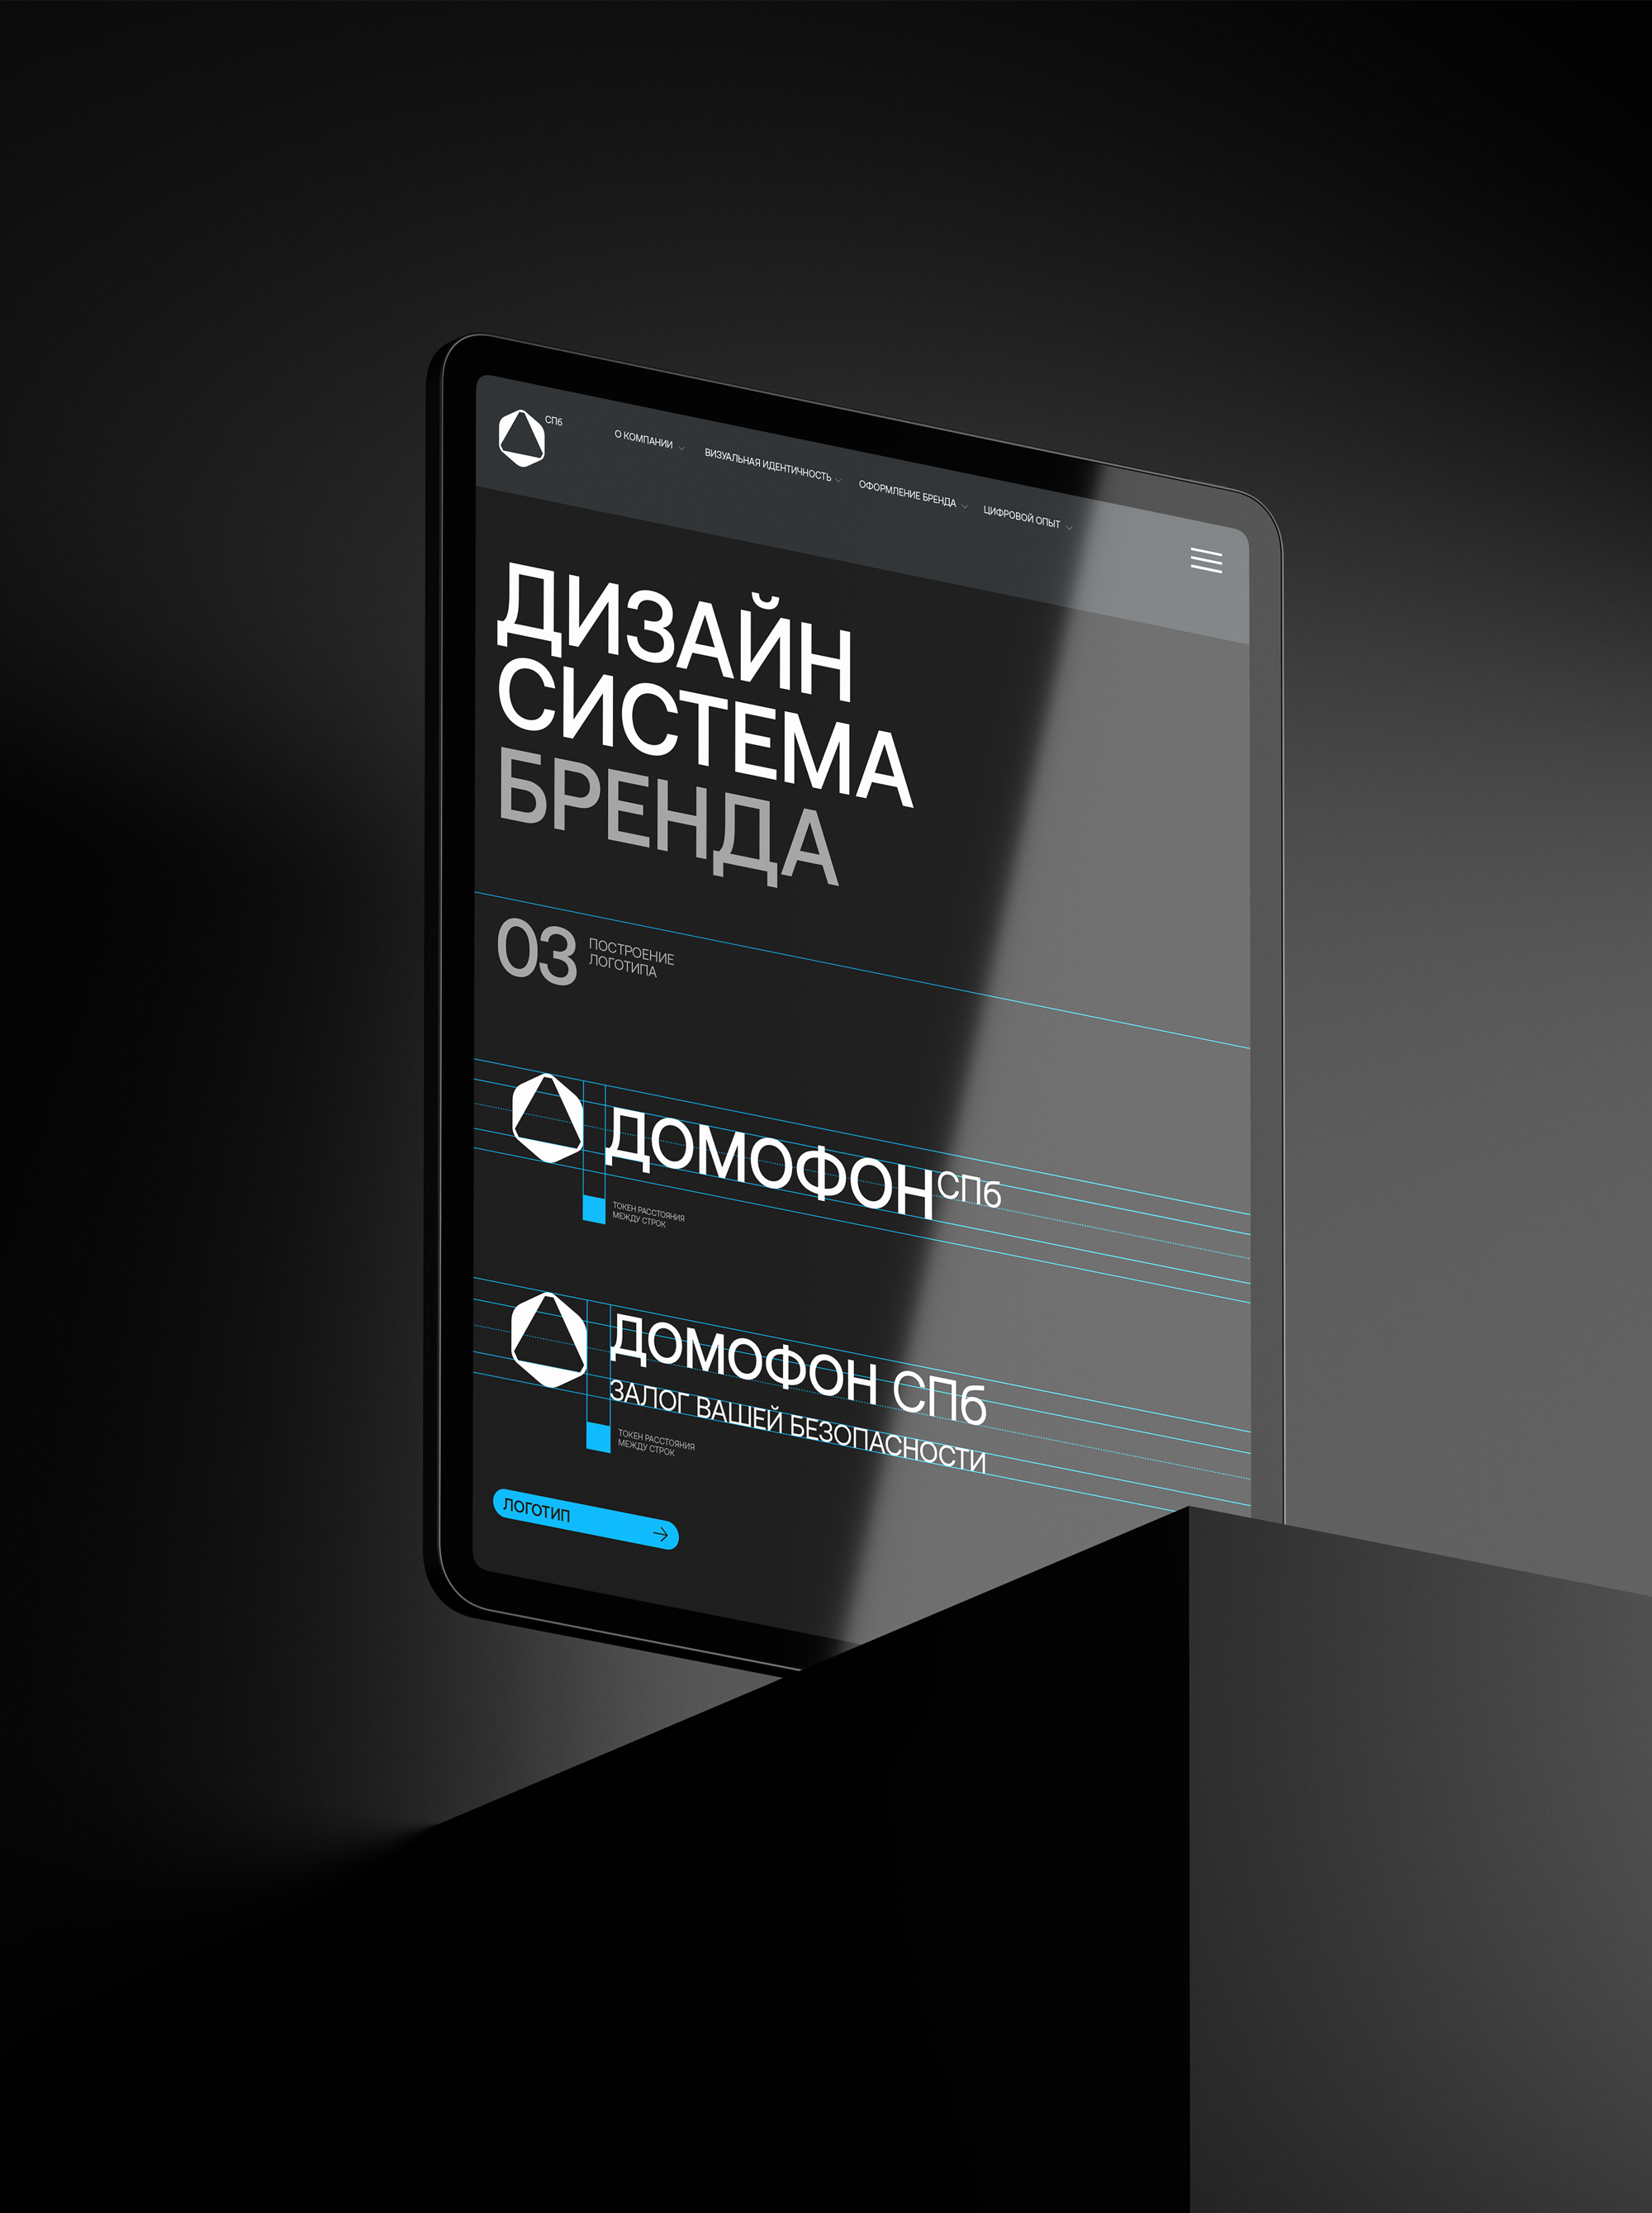 СПб
О КОМПАНИИ
ВИЗУАЛЬНАЯ ИДЕНТИЧНОСТЬ
ОФОРМЛЕНИЕ БРЕНДА
ЦИФРОВОЙ ОПЫТ
ДИЗАЙН
СИСТЕМА
БРЕНДА
03
ПОСТРОЕНИЕ
ЛОГОТИПА
ДОМОФОН СПб
ТОКЕН РАССТОЯНИЯ
МЕЖДУ СТРОК
ДОМОФОН СПб
ЗАЛОГ ВАШЕЙ БЕЗОПАСНОСТИ
ТОКЕН РАССТОЯНИЯ
МЕЖДУ СТРОК
ЛОГОТИП